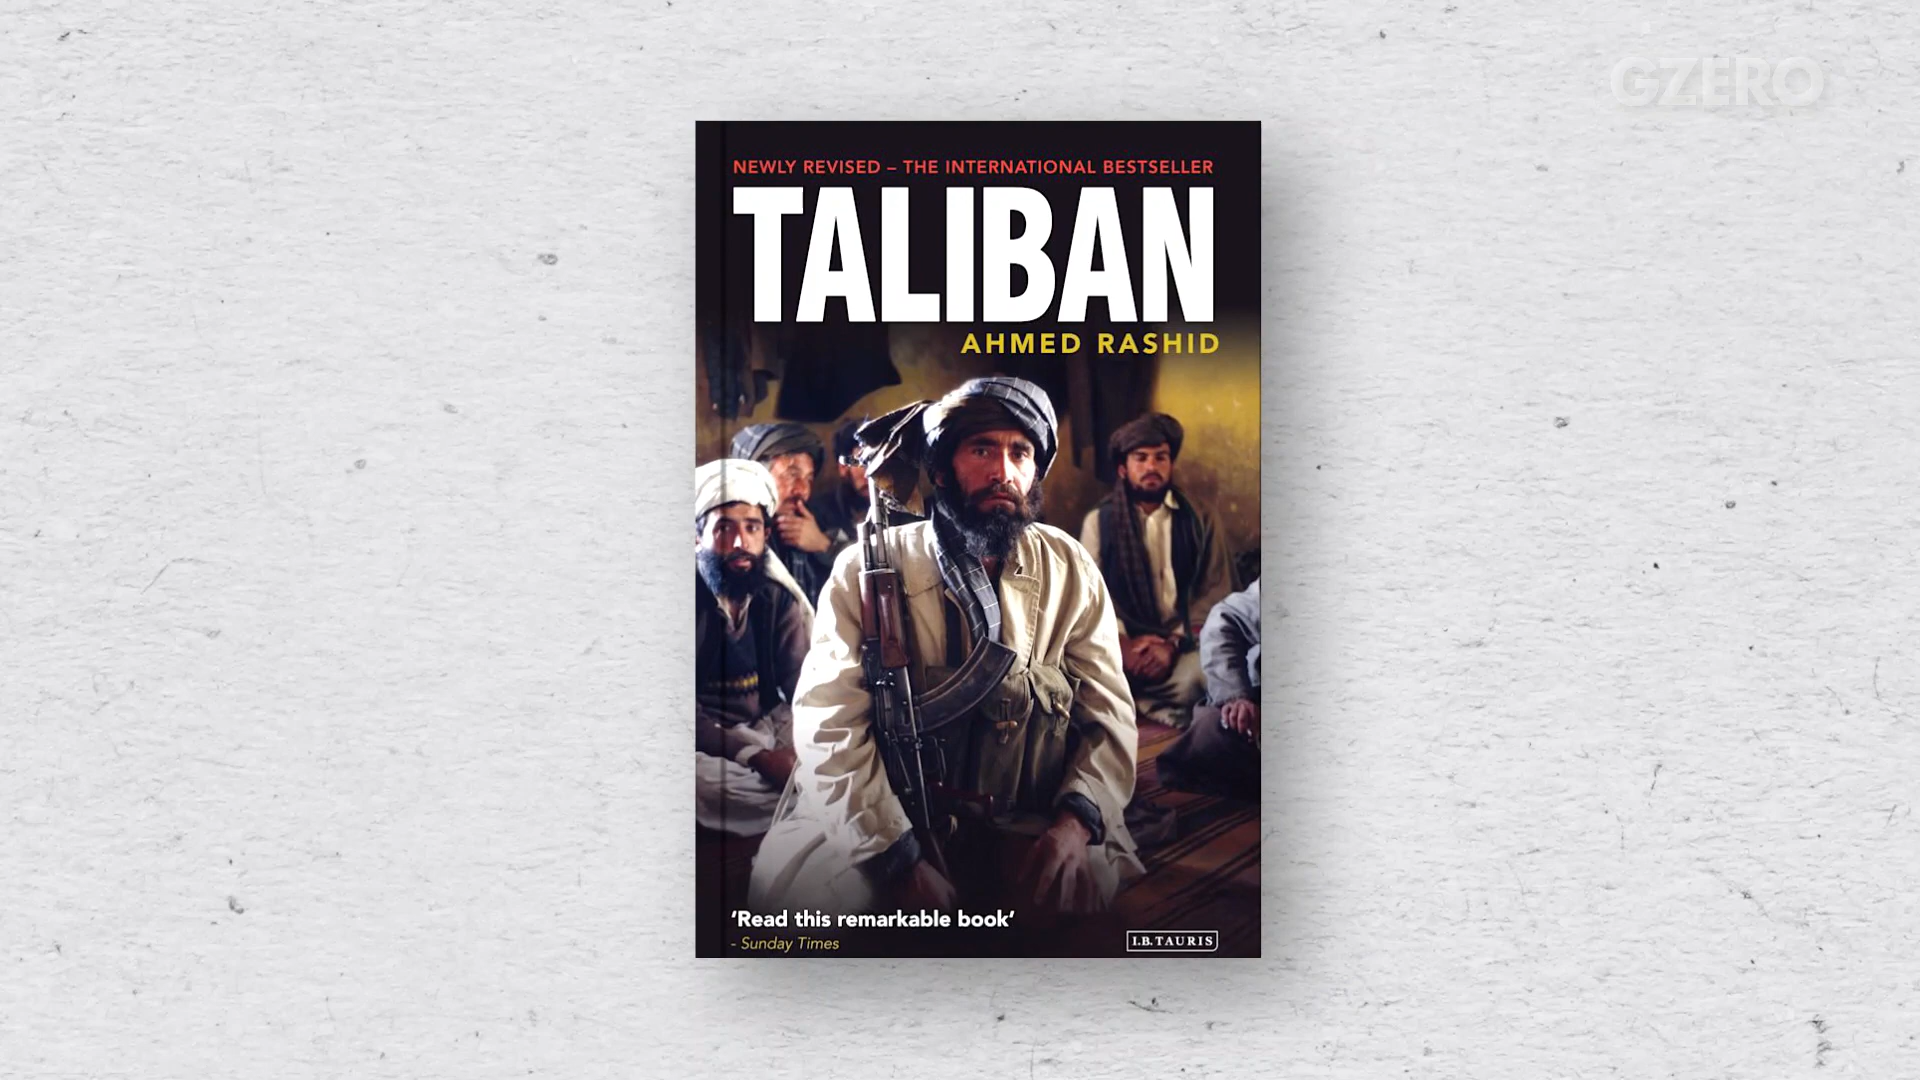 GZERO
NEWLY REVISED – THE INTERNATIONAL BESTSELLER
TALIBAN
AHMED RASHID
‘Read this remarkable book’
- Sunday Times
I.B.TAURIS